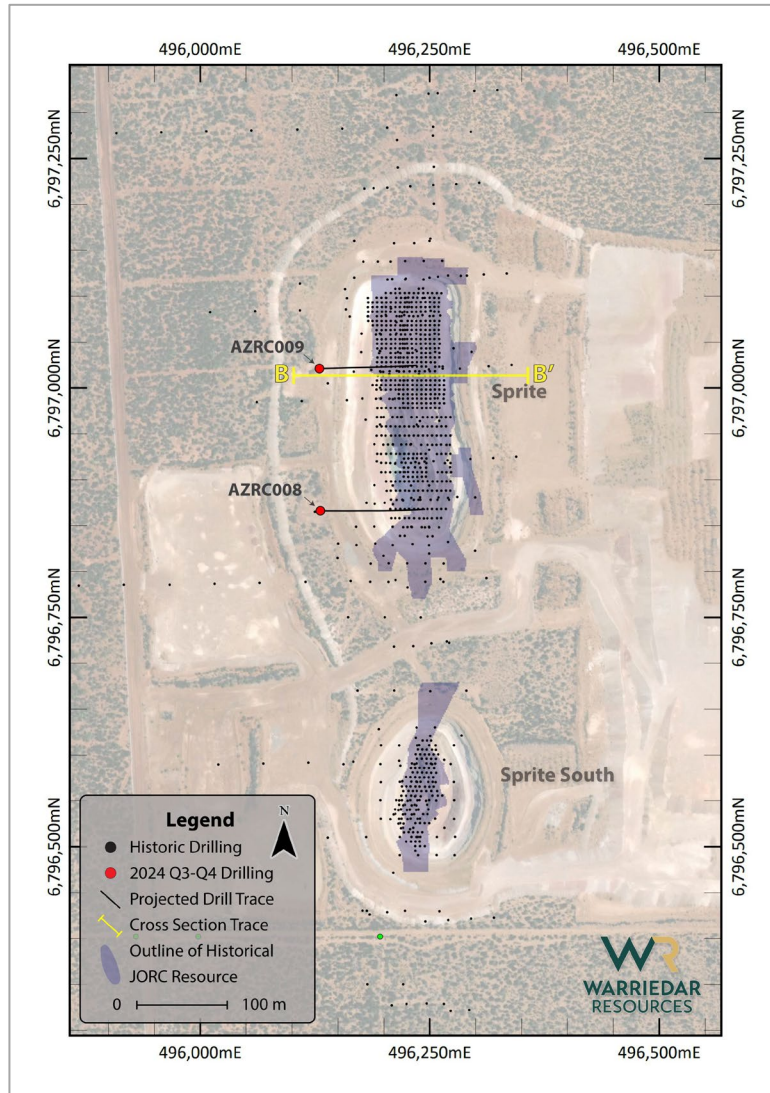 496,000mE 496,250mE 496,500mE
6,797,250mN 6,797,250mN
AZRC009
B B’
6,797,000mN 6,797,000mN
Sprite
AZRC008
6,796,750mN 6,796,750mN
Sprite South
6,796,500mN 6,796,500mN
Legend
N
Historic Drilling
2024 Q3-Q4 Drilling
Projected Drill Trace
Cross Section Trace
Outline of Historical
JORC Resource
0 100 m
WR
WARRIEDAR
RESOURCES
496,000mE 496,250mE 496,500mE